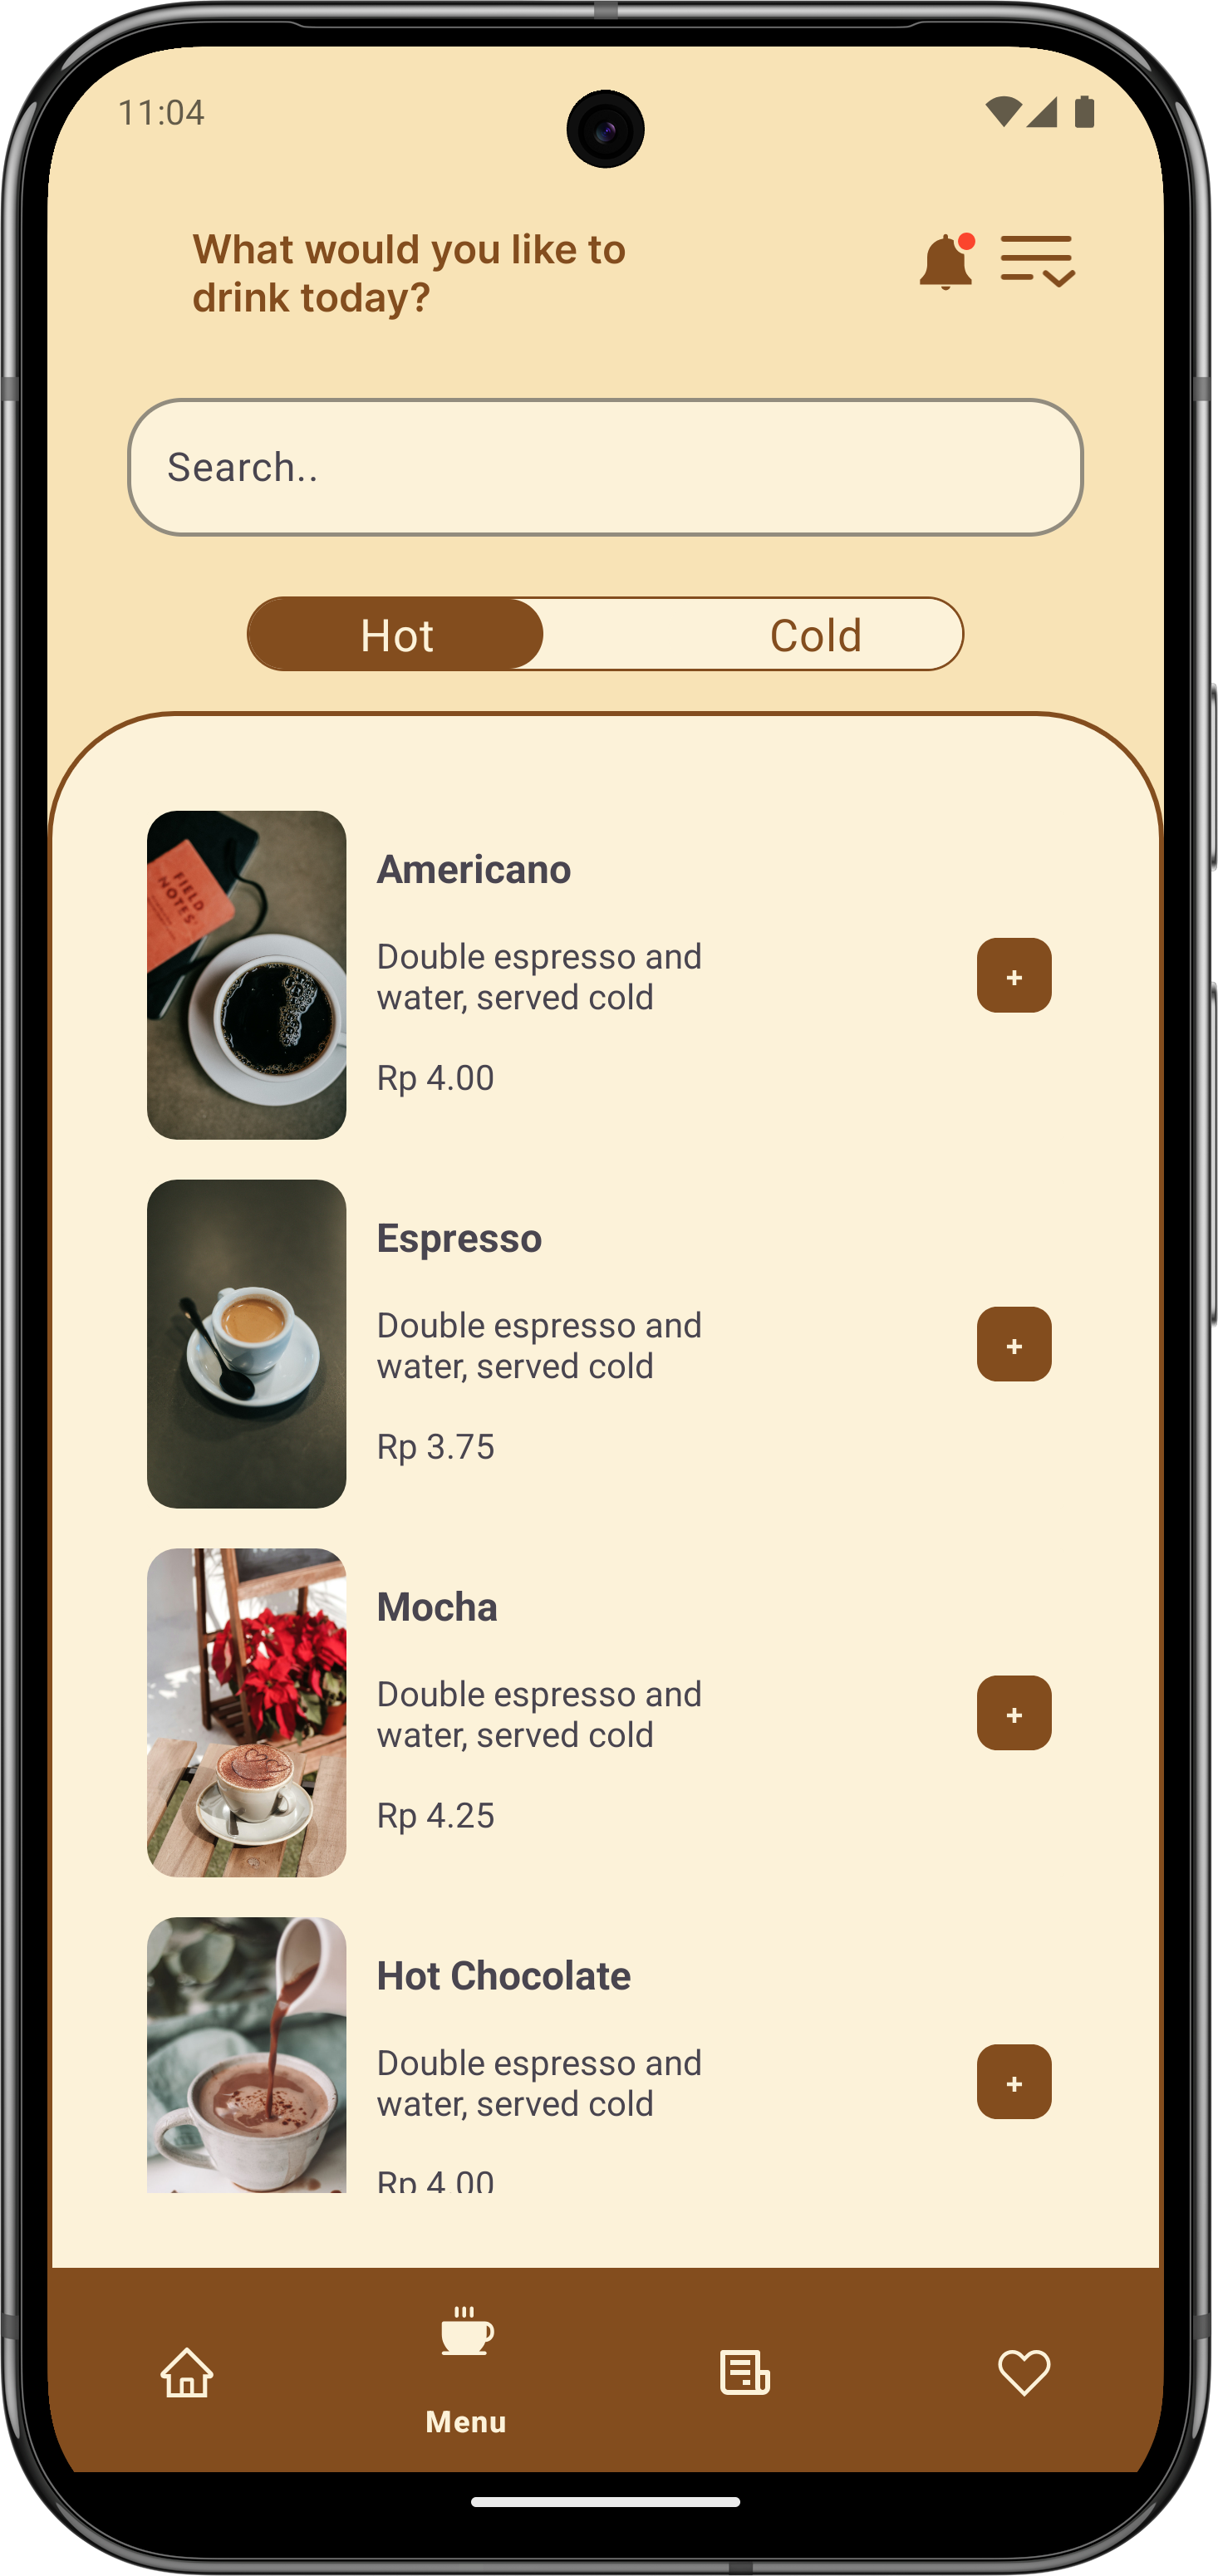 11:04
What would you like to
drink today?
Search..
Hot
Cold
FIELD
NOTES
Americano
Double espresso and
water, served cold
+
Rp 4.00
Espresso
Double espresso and
water, served cold
+
Rp 3.75
Mocha
Double espresso and
water, served cold
+
Rp 4.25
Hot Chocolate
Double espresso and
water, served cold
+
Rp 4.00
Menu